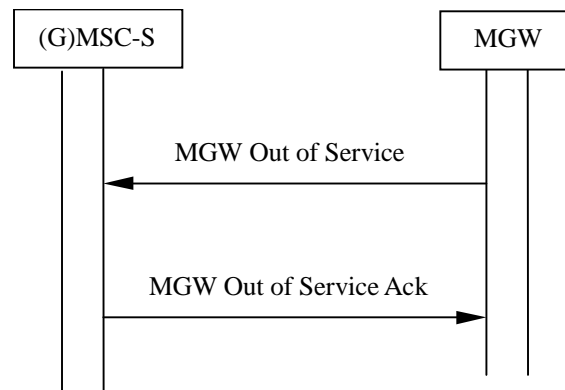 (G)MSC-S
MGW
MGW Out of Service
MGW Out of Service Ack